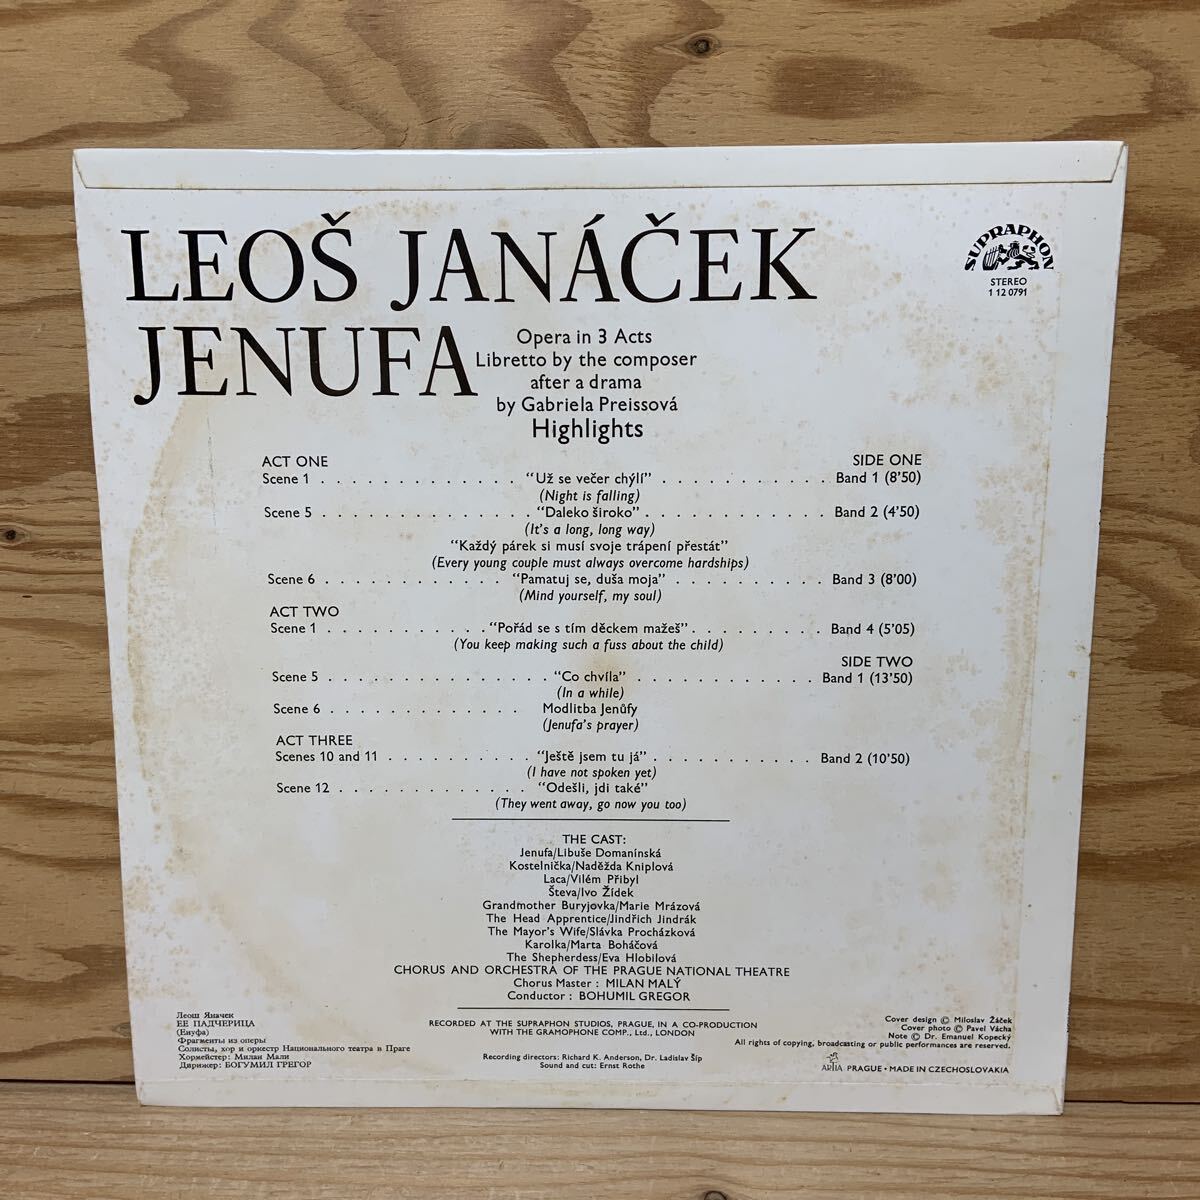 LEOŠ JANÁČEK
JENUFA
SUPRAPHON
STEREO
1 12 0791
Opera in 3 Acts
Libretto by the composer
after a drama
by Gabriela Preissová
Highlights
ACT ONE SIDE ONE
Scene 1 . . . . . . . . . . . . . . "Už se večer chýlí" . . . . . . . . . . . Band 1 (8'50)
(Night is falling)
Scene 5 . . . . . . . . . . . . . . . "Daleko široko" . . . . . . . . . . . . Band 2 (4'50)
(It's a long, long way)
"Každý párek si musí svoje trápení přestát"
(Every young couple must always overcome hardships)
Scene 6 . . . . . . . . . . . . . "Pamatuj se, duša moja" . . . . . . . . . . Band 3 (8'00)
(Mind yourself, my soul)
ACT TWO
Scene 1 . . . . . . . . . . . "Pořád se s tím děckem mažeš" . . . . . . . . . Band 4 (5'05)
(You keep making such a fuss about the child)
SIDE TWO
Scene 5 . . . . . . . . . . . . . . . . "Co chvíla" . . . . . . . . . . . . Band 1 (13'50)
(In a while)
Scene 6 . . . . . . . . . . . . . . Modlitba Jenůfy
(Jenufa's prayer)
ACT THREE
Scenes 10 and 11 . . . . . . . . . . "Ještě jsem tu já" . . . . . . . . . . . Band 2 (10'50)
(I have not spoken yet)
Scene 12 . . . . . . . . . . . . . "Odešli, jdi také"
(They went away, go now you too)
THE CAST:
Jenufa/Libuše Domanínská
Kostelnička/Naděžda Kniplová
Laca/Vilém Přibyl
Števa/Ivo Žídek
Grandmother Buryjovka/Marie Mrázová
The Head Apprentice/Jindřich Jindrák
The Mayor's Wife/Slávka Procházková
Karolka/Marta Boháčová
The Shepherdess/Eva Hlobilová
CHORUS AND ORCHESTRA OF THE PRAGUE NATIONAL THEATRE
Chorus Master : MILAN MALÝ
Conductor : BOHUMIL GREGOR
Леош Яначек
ЕЕ ПАДЧЕРИЦА
(Енуфа)
Фрагменты из оперы
Солисты, хор и оркестр Национального театра в Праге
Хормейстер: Милан Мали
Дирижер: БОГУМИЛ ГРЕГОР
RECORDED AT THE SUPRAPHON STUDIOS, PRAGUE, IN A CO-PRODUCTION
WITH THE GRAMOPHONE COMP., Ltd., LONDON
Recording directors: Richard K. Anderson, Dr. Ladislav Šíp
Sound and cut: Ernst Rothe
Cover design © Miloslav Žáček
Cover photo © Pavel Vácha
Note © Dr. Emanuel Kopecký
All rights of copying, broadcasting or public performances are reserved.
ARTIA PRAGUE • MADE IN CZECHOSLOVAKIA